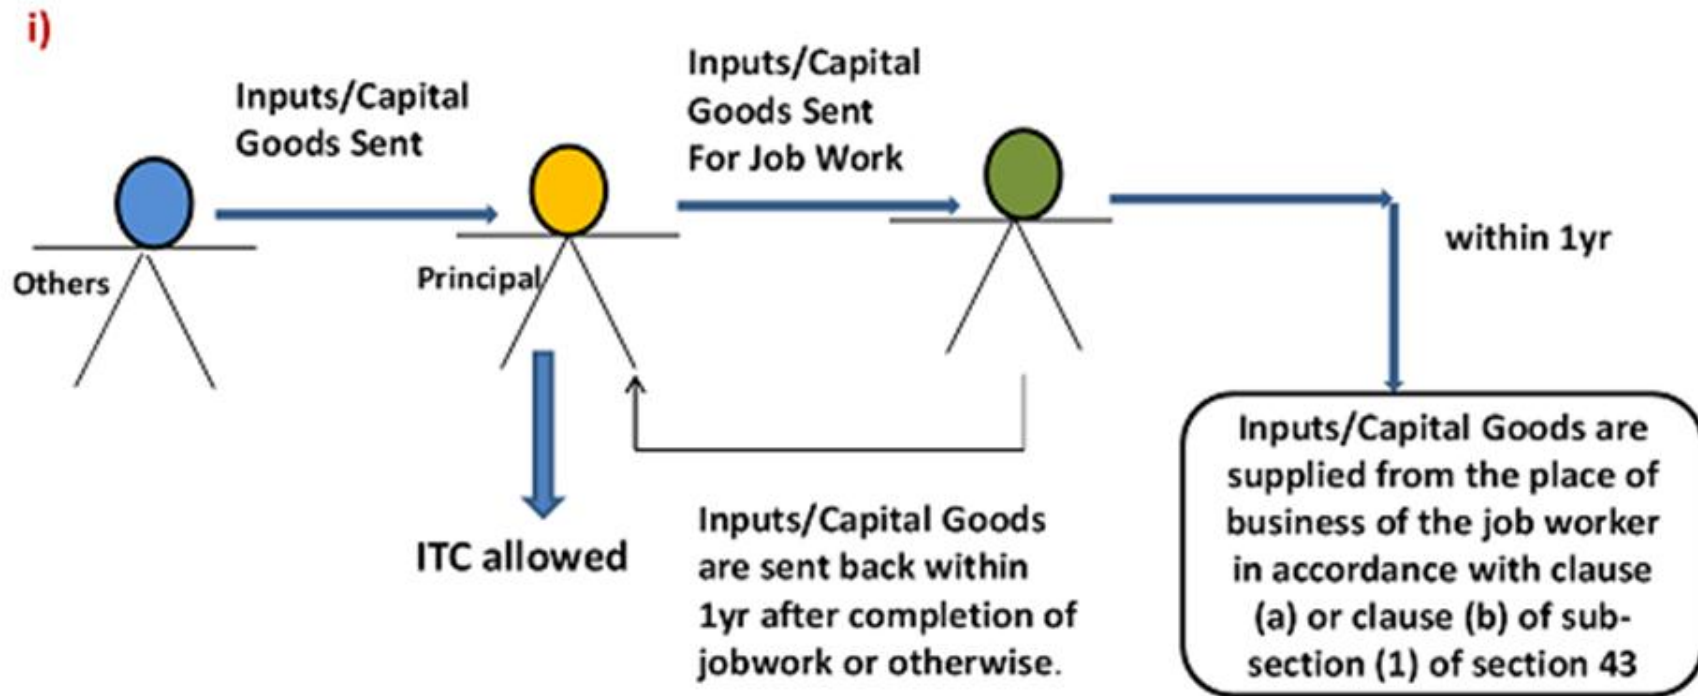 i)
Inputs/Capital
Goods Sent
Inputs/Capital
Goods Sent
For Job Work
within 1yr
Others
Principal
ITC allowed
Inputs/Capital Goods
are sent back within
1yr after completion of
jobwork or otherwise.
Inputs/Capital Goods are
supplied from the place of
business of the job worker
in accordance with clause
(a) or clause (b) of sub-
section (1) of section 43